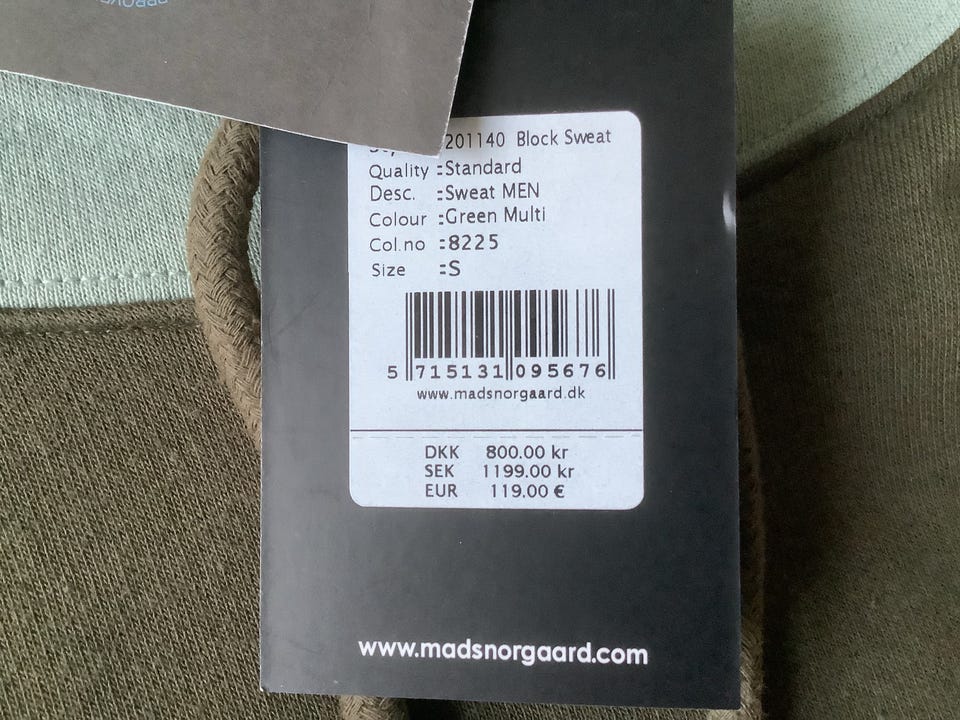 201140 Block Sweat
Quality :Standard
Desc. :Sweat MEN
Colour :Green Multi
Col.no :8225
Size :S
5 715131 095676
www.madsnorgaard.dk
DKK 800.00 kr
SEK 1199.00 kr
EUR 119.00 €
www.madsnorgaard.com